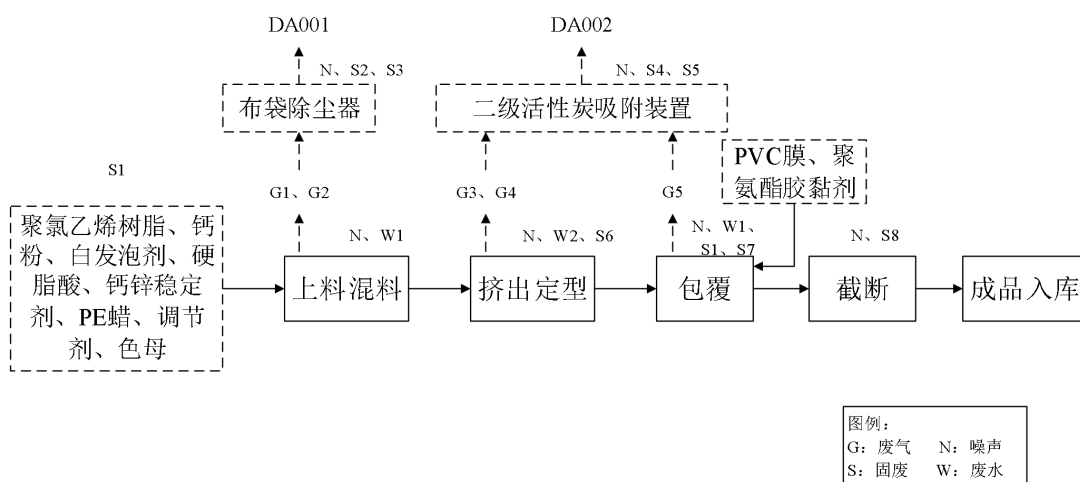 DA001
DA002
N、S2、S3
N、S4、S5
布袋除尘器
二级活性炭吸附装置
PVC膜、聚
氨酯胶黏剂
S1
G1、G2
G3、G4
G5
聚氯乙烯树脂、钙
粉、白发泡剂、硬
脂酸、钙锌稳定
剂、PE蜡、调节
剂、色母
N、W1
N、W2、S6
N、W1、
S1、S7
N、S8
上料混料
挤出定型
包覆
截断
成品入库
图例：
G：废气 N：噪声
S：固废 W：废水